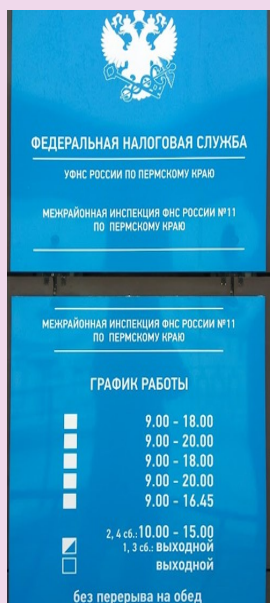 ФЕДЕРАЛЬНАЯ НАЛОГОВАЯ СЛУЖБА
УФНС РОССИИ ПО ПЕРМСКОМУ КРАЮ
МЕЖРАЙОННАЯ ИНСПЕКЦИЯ ФНС РОССИИ №11
ПО ПЕРМСКОМУ КРАЮ
МЕЖРАЙОННАЯ ИНСПЕКЦИЯ ФНС РОССИИ №11
ПО ПЕРМСКОМУ КРАЮ
ГРАФИК РАБОТЫ
9.00 - 18.00
9.00 - 20.00
9.00 - 18.00
9.00 - 20.00
9.00 - 16.45
2, 4 сб.: 10.00 - 15.00
1, 3 сб.: выходной
выходной
без перерыва на обед